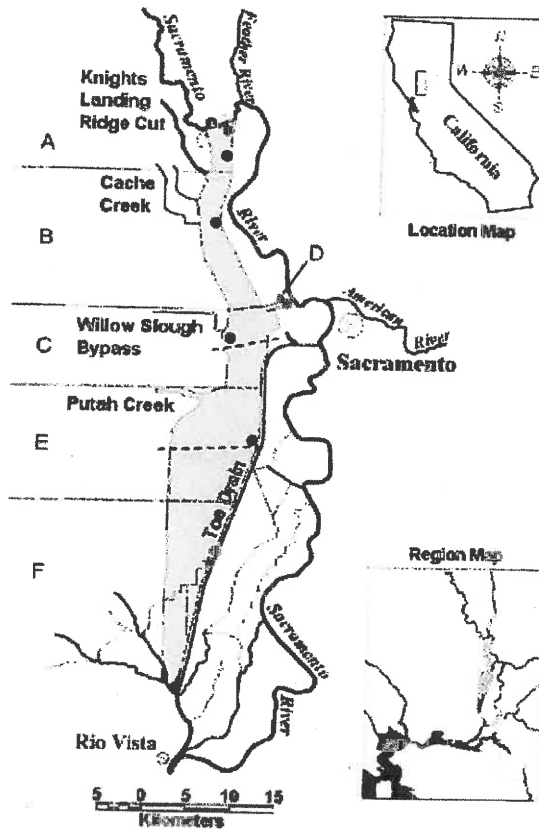 Sacramento
Feather River
Knights
Landing
Ridge Cut
A
Cache
Creek
B
River
D
American
River
Sacramento
Willow Slough
Bypass
C
Putah Creek
E
Toe Drain
F
Sacramento
River
Rio Vista
5 0 5 10 15
Kilometers
N
W E
S
California
Location Map
Region Map